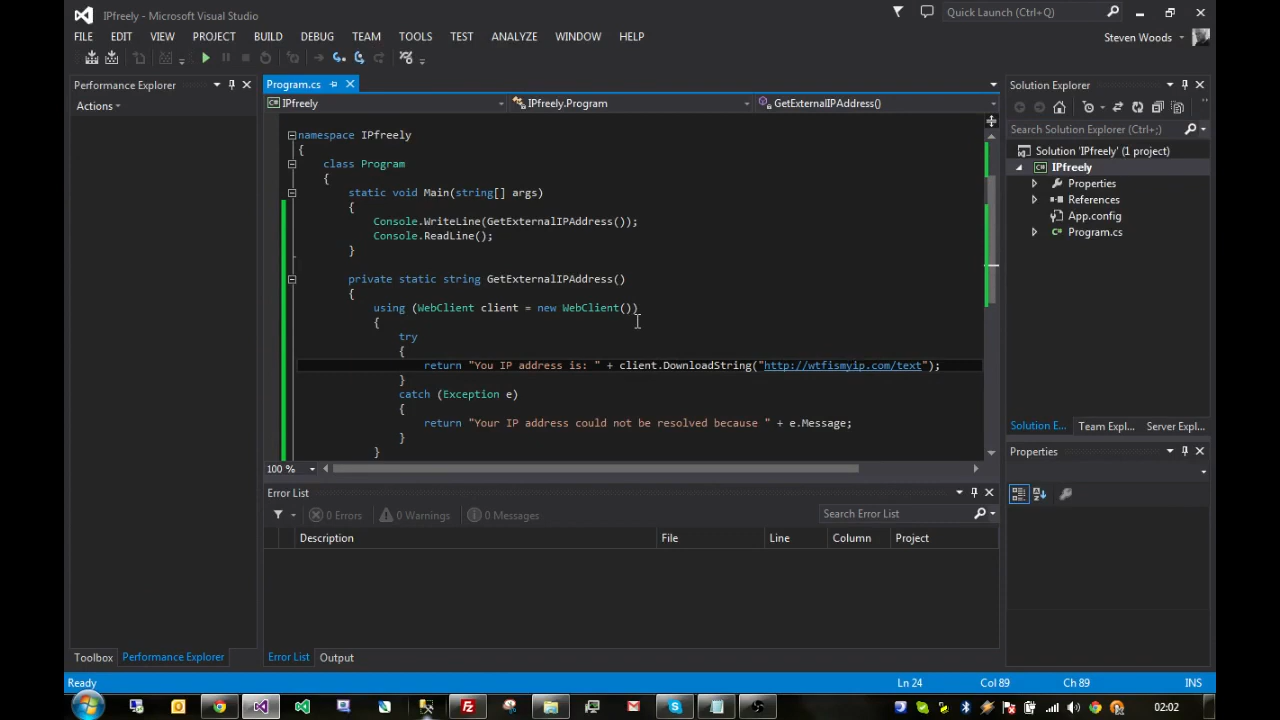 IPfreely - Microsoft Visual Studio
Quick Launch (Ctrl+Q)
FILE EDIT VIEW PROJECT BUILD DEBUG TEAM TOOLS TEST ANALYZE WINDOW HELP
Steven Woods
Performance Explorer
Actions
Program.cs
IPfreely
IPfreely.Program
GetExternalIPAddress()
namespace IPfreely
{
class Program
{
static void Main(string[] args)
{
Console.WriteLine(GetExternalIPAddress());
Console.ReadLine();
}
private static string GetExternalIPAddress()
{
using (WebClient client = new WebClient())
{
try
{
return "You IP address is: " + client.DownloadString("http://wtfismyip.com/text");
}
catch (Exception e)
{
return "Your IP address could not be resolved because " + e.Message;
}
}
100 %
Solution Explorer
Search Solution Explorer (Ctrl+;)
Solution 'IPfreely' (1 project)
IPfreely
Properties
References
App.config
Program.cs
Solution E... Team Expl... Server Expl...
Properties
Error List
0 Errors 0 Warnings 0 Messages
Search Error List
Description File Line Column Project
Toolbox Performance Explorer
Error List Output
Ready
Ln 24 Col 89 Ch 89 INS
02:02